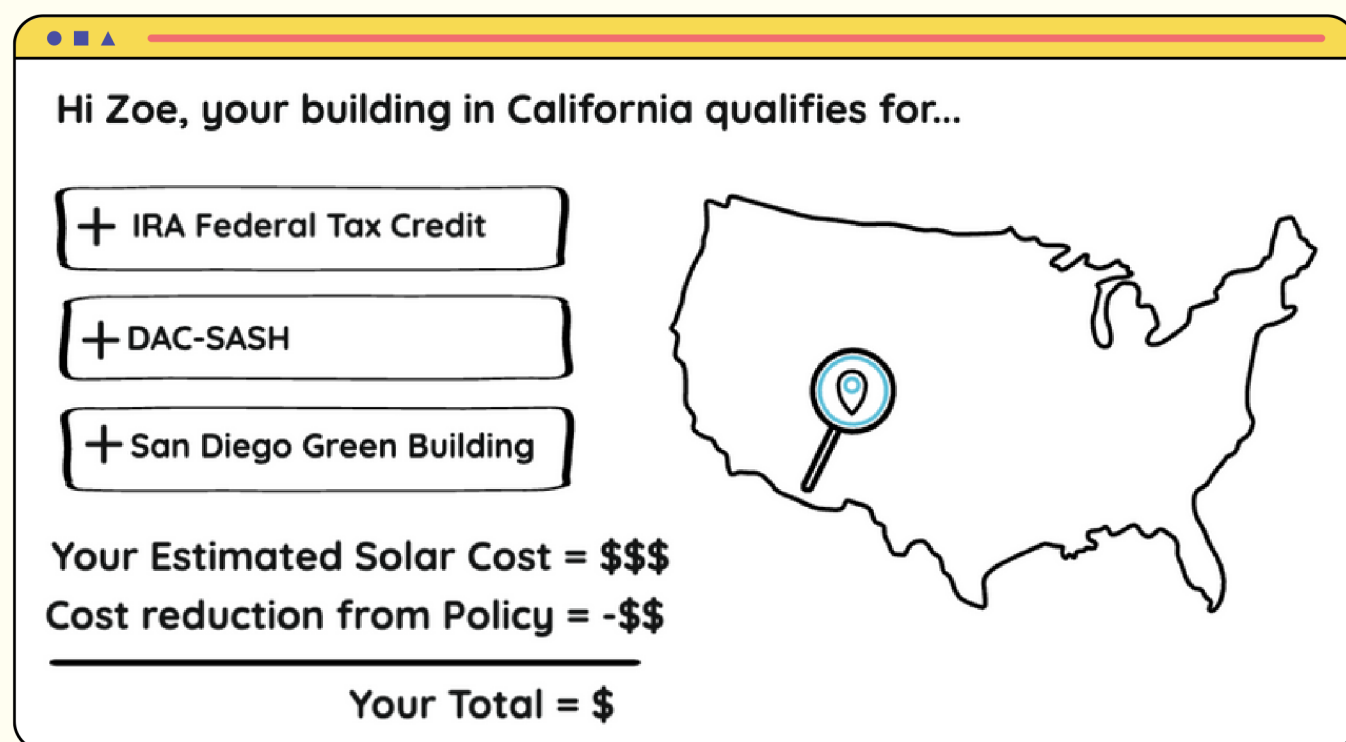 Hi Zoe, your building in California qualifies for...
+ IRA Federal Tax Credit
+ DAC-SASH
+ San Diego Green Building
Your Estimated Solar Cost = $$$
Cost reduction from Policy = -$$
Your Total = $